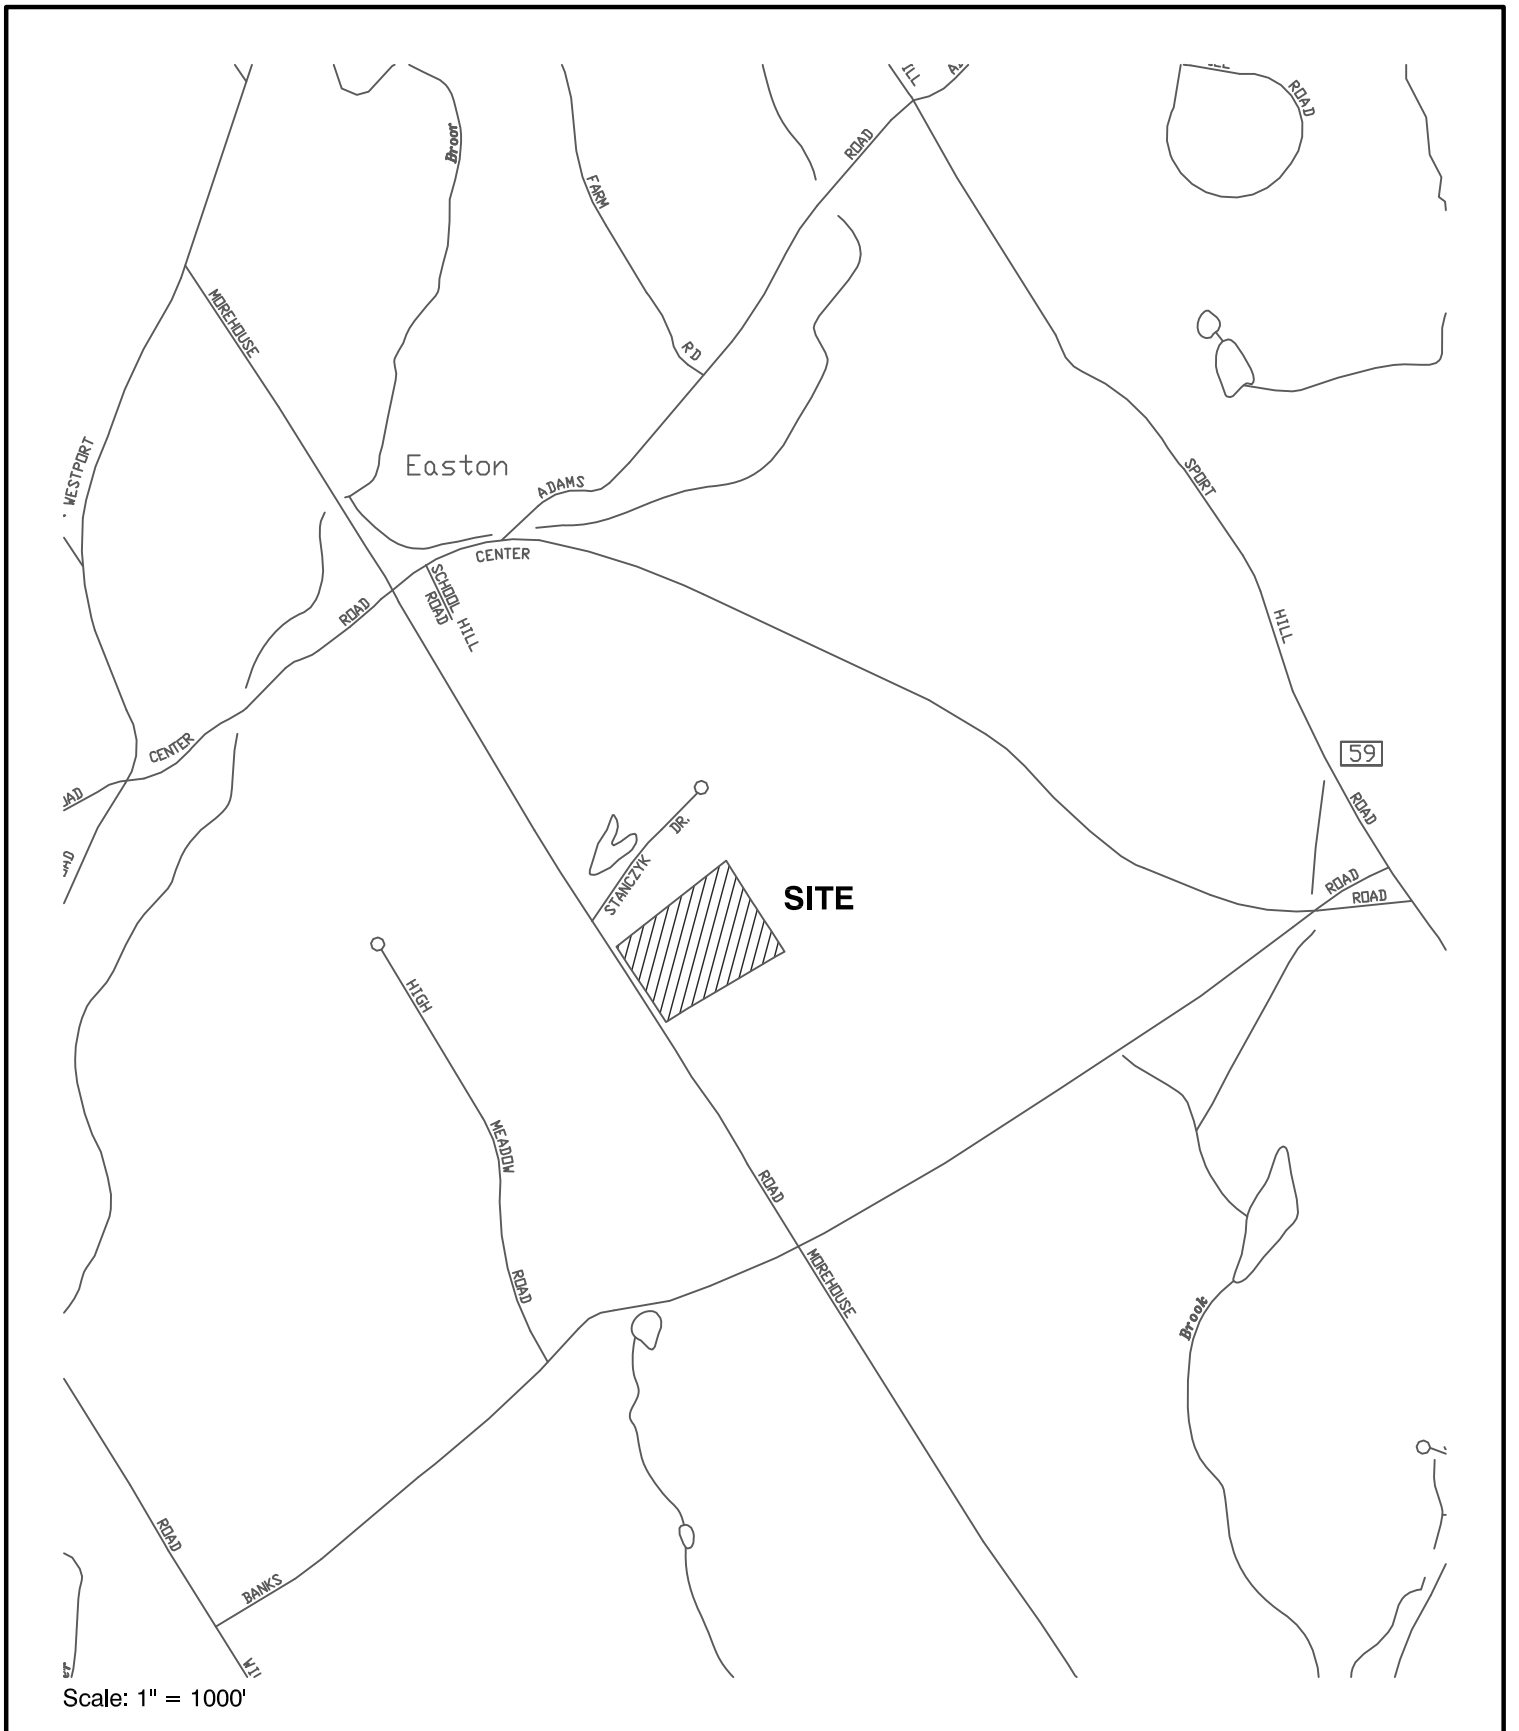 ROAD
ROAD
Broor
FARM
MOREHOUSE
RD
WESTPORT
Easton
SPORT
ADAMS
CENTER
SCHOOL HILL
ROAD
ROAD
HILL
CENTER
59
ROAD
DR.
STANCZYK
ROAD
SITE
ROAD
HIGH
MEADOW
ROAD
ROAD
MOREHOUSE
Brook
ROAD
BANKS
Scale: 1" = 1000'